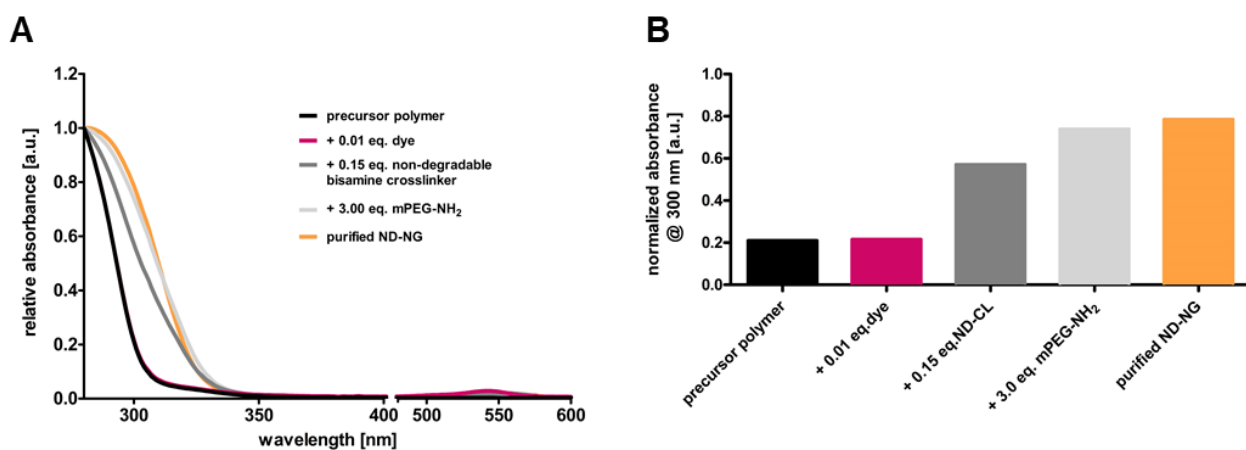 A
relative absorbance [a.u.]
1.2
1.0
0.8
0.6
0.4
0.2
0.0
300
350
400
500
550
600
wavelength [nm]
precursor polymer
+ 0.01 eq. dye
+ 0.15 eq. non-degradable
bisamine crosslinker
+ 3.00 eq. mPEG-NH₂
purified ND-NG
B
normalized absorbance
@ 300 nm [a.u.]
1.0
0.8
0.6
0.4
0.2
0.0
precursor polymer
+ 0.01 eq.dye
+ 0.15 eq.ND-CL
+ 3.0 eq. mPEG-NH₂
purified ND-NG